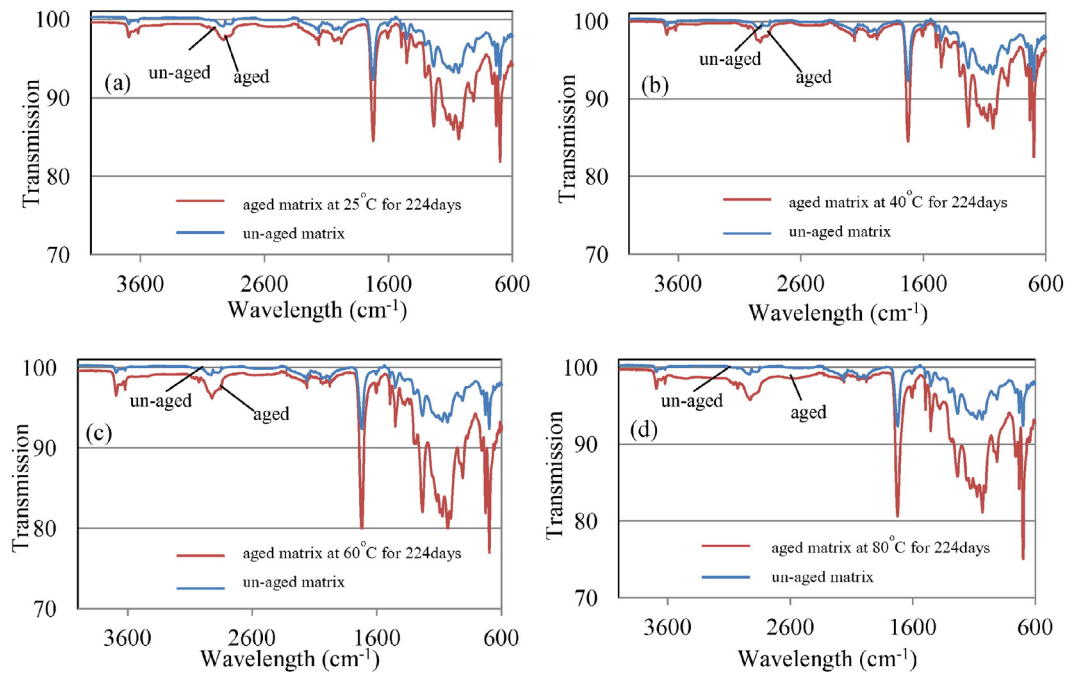 100
(a)
un-aged
aged
90
80
aged matrix at 25°C for 224days
un-aged matrix
70
3600 2600 1600 600
Wavelength (cm-1)
Transmission
100
(b)
un-aged
aged
90
80
aged matrix at 40°C for 224days
un-aged matrix
70
3600 2600 1600 600
Wavelength (cm-1)
Transmission
100
un-aged
aged
(c)
90
80
aged matrix at 60°C for 224days
un-aged matrix
70
3600 2600 1600 600
Wavelength (cm-1)
Transmission
100
un-aged
aged
(d)
90
80
aged matrix at 80°C for 224days
un-aged matrix
70
3600 2600 1600 600
Wavelength (cm-1)
Transmission